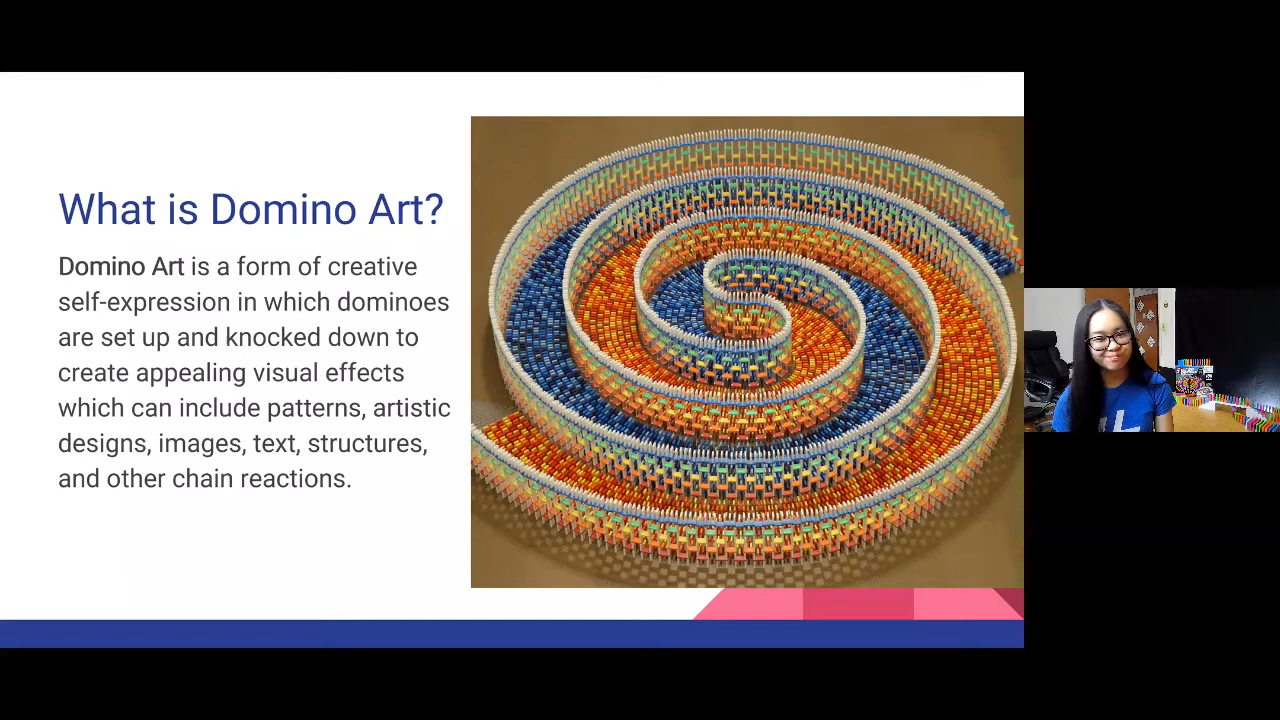 What is Domino Art?
Domino Art is a form of creative
self-expression in which dominoes
are set up and knocked down to
create appealing visual effects
which can include patterns, artistic
designs, images, text, structures,
and other chain reactions.